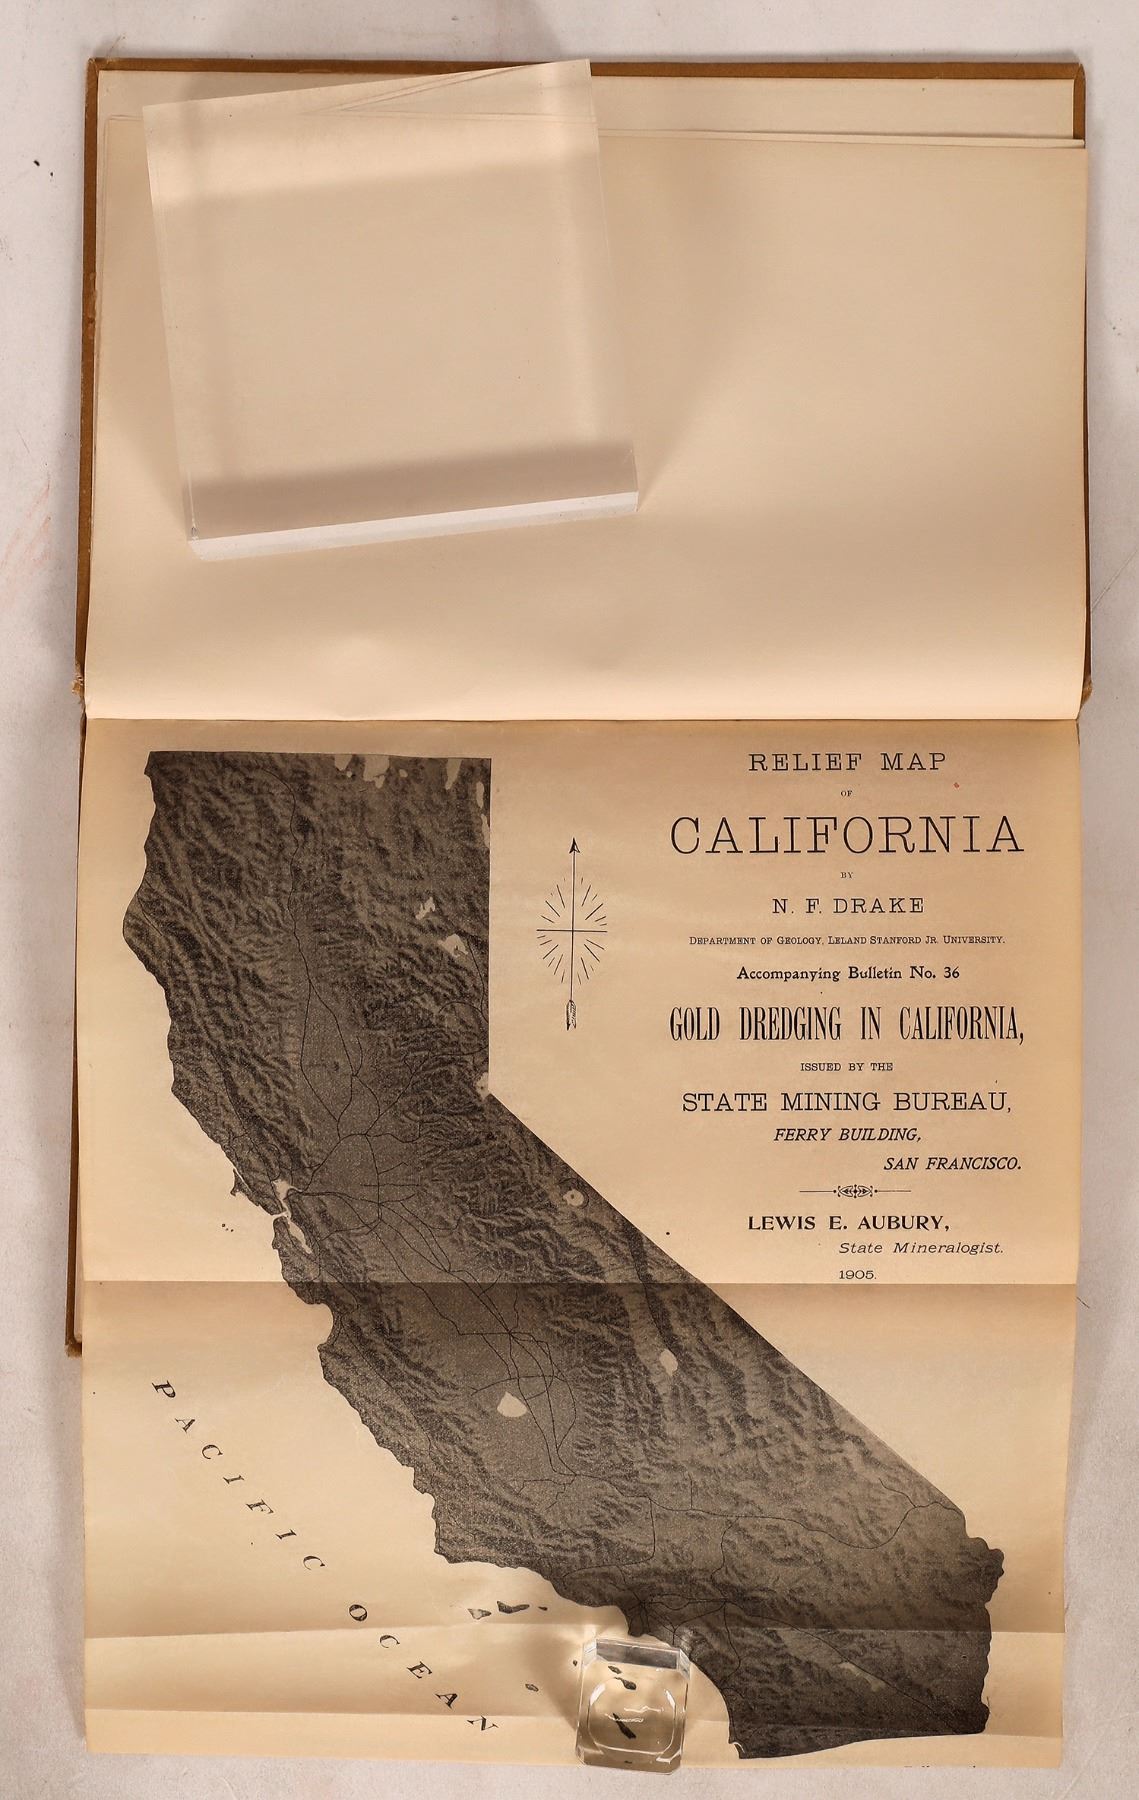 RELIEF MAP
OF
CALIFORNIA
BY
N. F. DRAKE
DEPARTMENT OF GEOLOGY, LELAND STANFORD JR. UNIVERSITY.
Accompanying Bulletin No. 36
GOLD DREDGING IN CALIFORNIA,
ISSUED BY THE
STATE MINING BUREAU,
FERRY BUILDING,
SAN FRANCISCO.
LEWIS E. AUBURY,
State Mineralogist.
1905.
PACIFIC OCEAN